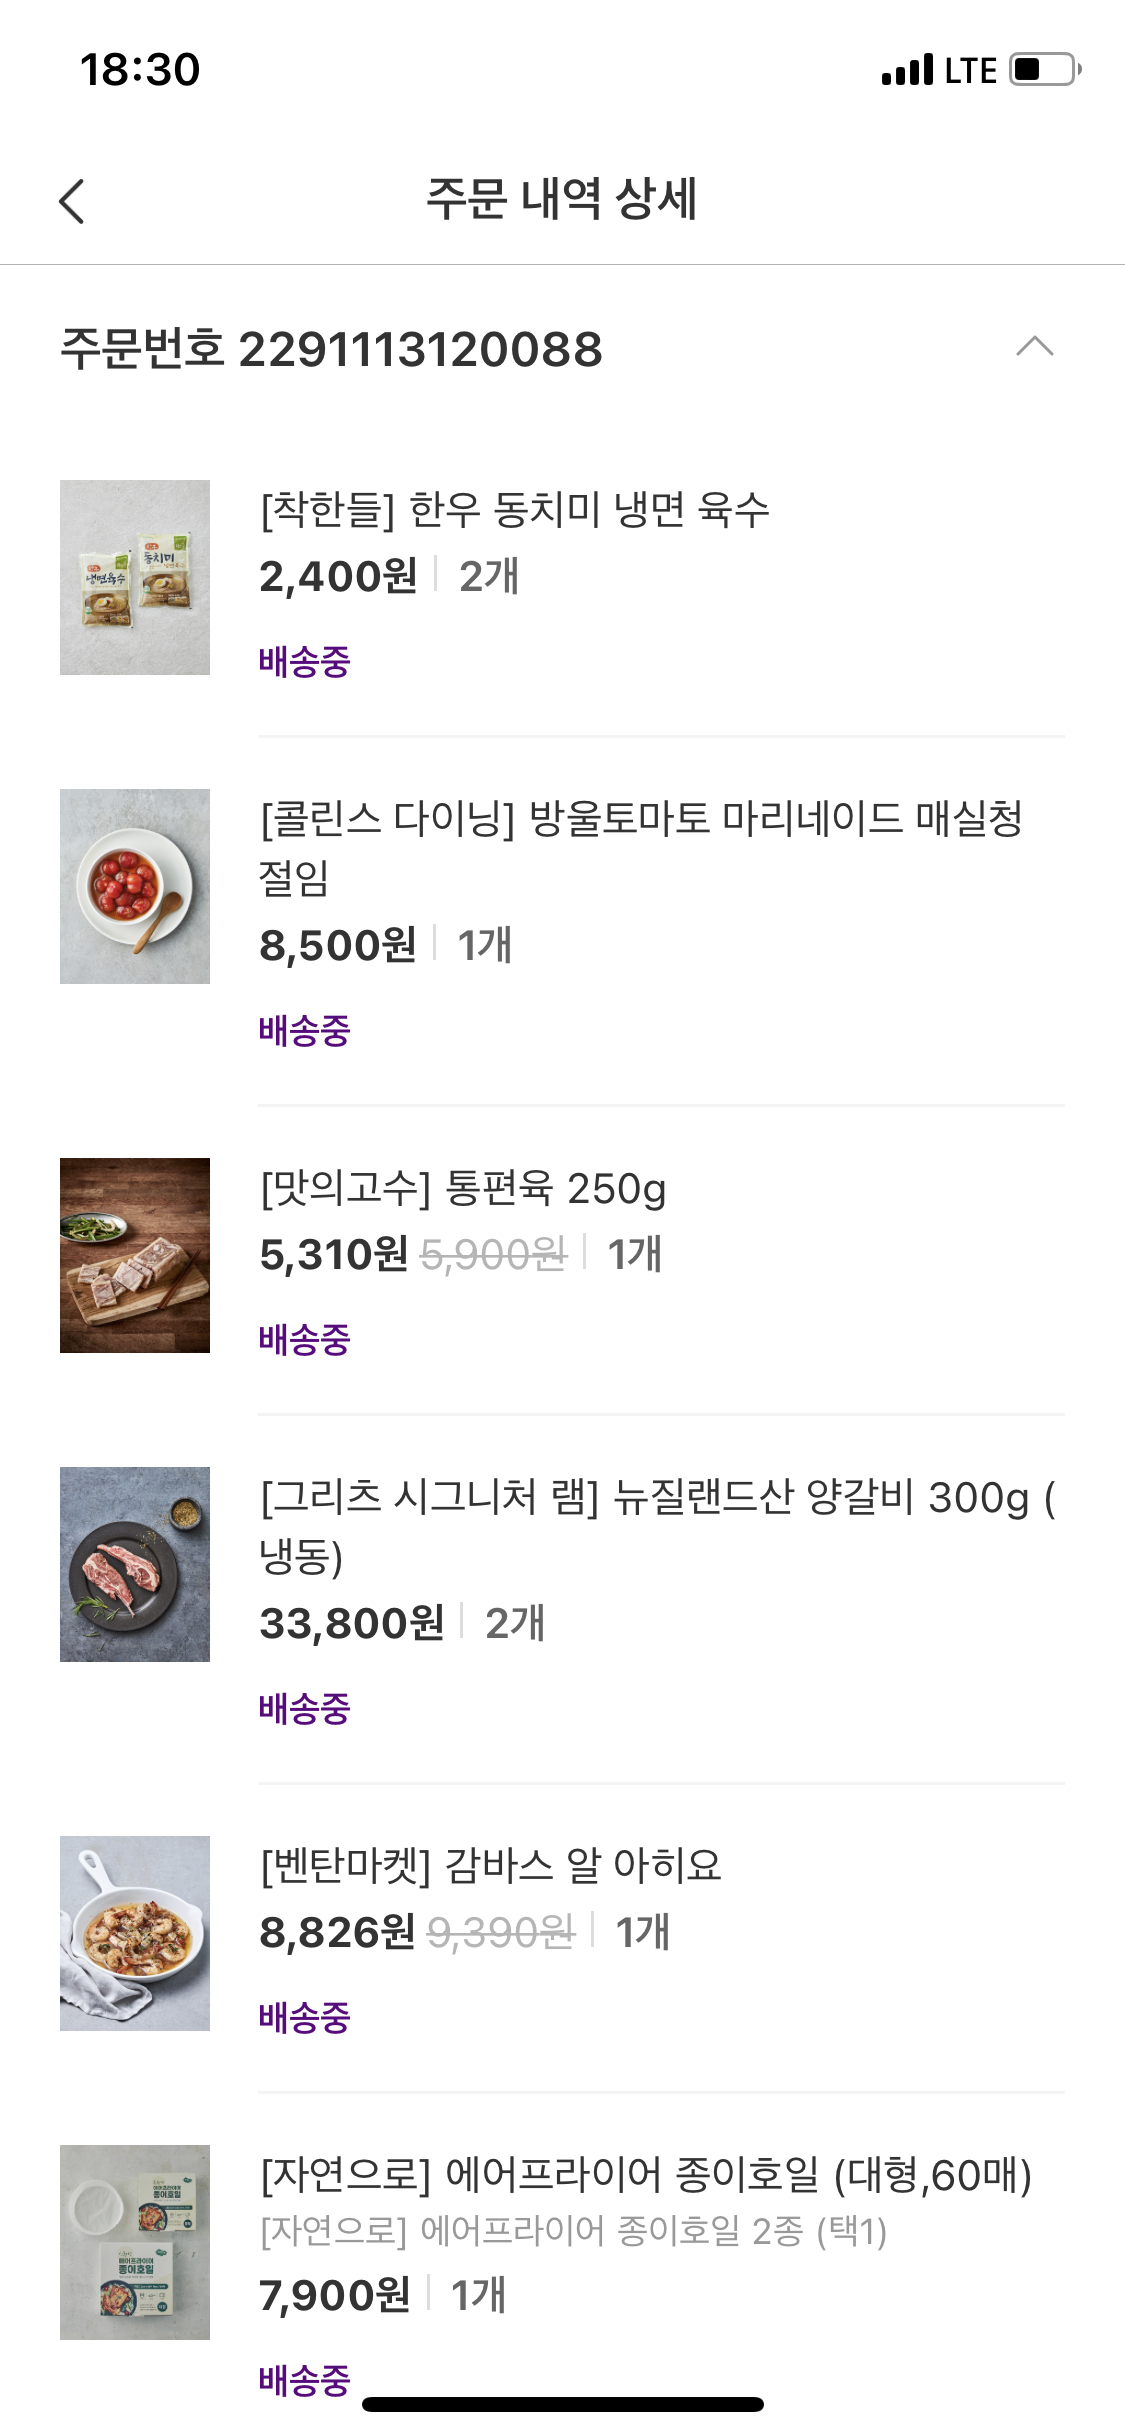 18:30
LTE
주문 내역 상세
주문번호 2291113120088
[착한들] 한우 동치미 냉면 육수
2,400원 2개
동치미
냉면육수
배송중
[콜린스 다이닝] 방울토마토 마리네이드 매실청
절임
8,500원 1개
배송중
[맛의고수] 통편육 250g
5,310원 5,900원 1개
배송중
[그리츠 시그니처 램] 뉴질랜드산 양갈비 300g (
냉동)
33,800원 2개
배송중
[벤탄마켓] 감바스 알 아히요
8,826원 9,390원 1개
배송중
[자연으로] 에어프라이어 종이호일 (대형,60매)
[자연으로] 에어프라이어 종이호일 2종 (택1)
에어프라이어
종이호일
에어프라이어
종이호일
7,900원 1개
배송중